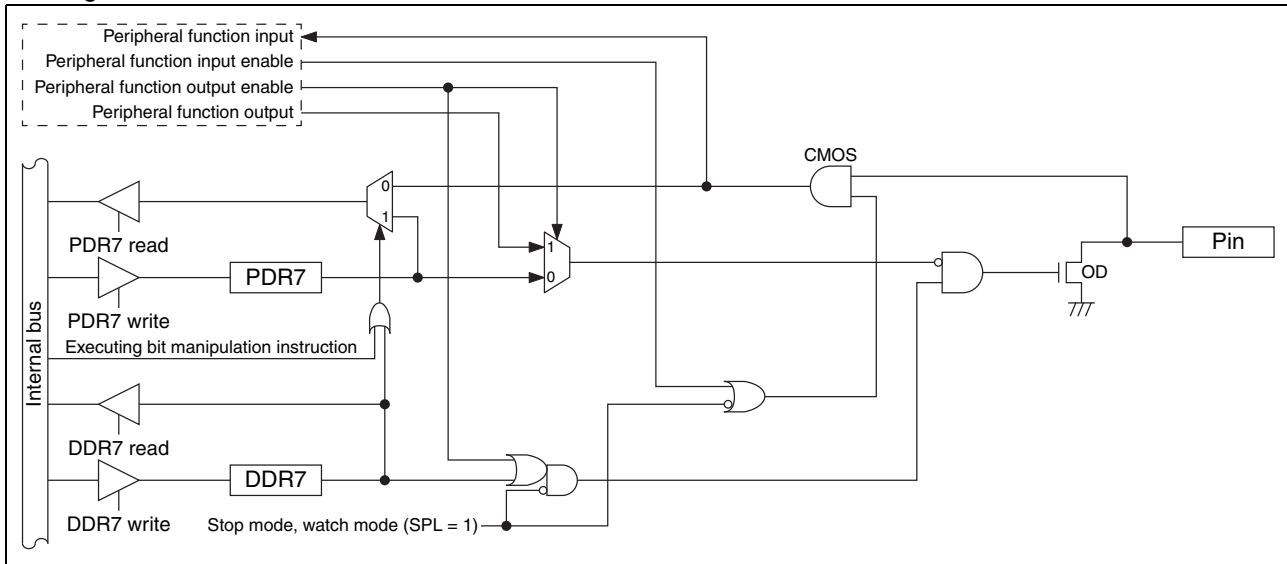 Peripheral function input
Peripheral function input enable
Peripheral function output enable
Peripheral function output
CMOS
0
1
PDR7 read
1
Pin
PDR7
0
OD
PDR7 write
Executing bit manipulation instruction
Internal bus
DDR7 read
DDR7
DDR7 write
Stop mode, watch mode (SPL = 1)